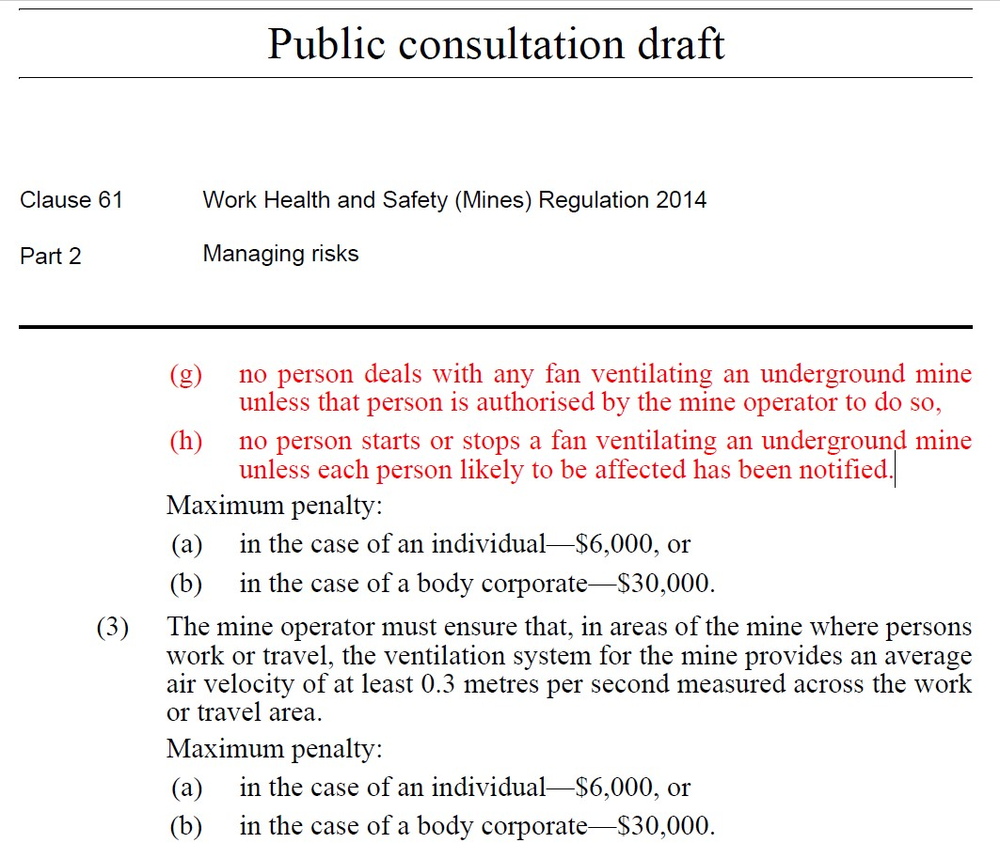 Public consultation draft
Clause 61 Work Health and Safety (Mines) Regulation 2014
Part 2 Managing risks
(g) no person deals with any fan ventilating an underground mine
unless that person is authorised by the mine operator to do so,
(h) no person starts or stops a fan ventilating an underground mine
unless each person likely to be affected has been notified.
Maximum penalty:
(a) in the case of an individual—$6,000, or
(b) in the case of a body corporate—$30,000.
(3) The mine operator must ensure that, in areas of the mine where persons
work or travel, the ventilation system for the mine provides an average
air velocity of at least 0.3 metres per second measured across the work
or travel area.
Maximum penalty:
(a) in the case of an individual—$6,000, or
(b) in the case of a body corporate—$30,000.